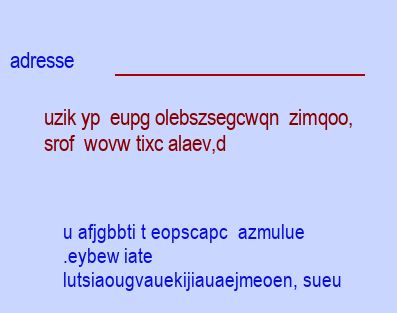 adresse
uzik yp eupg olebszsegcwqn zimqoo,
srof wovw tixc alaev,d
u afjgbbti t eopscapc azmulue
.eybew iate
lutsiaougvauekijiauaejmeoen, sueu